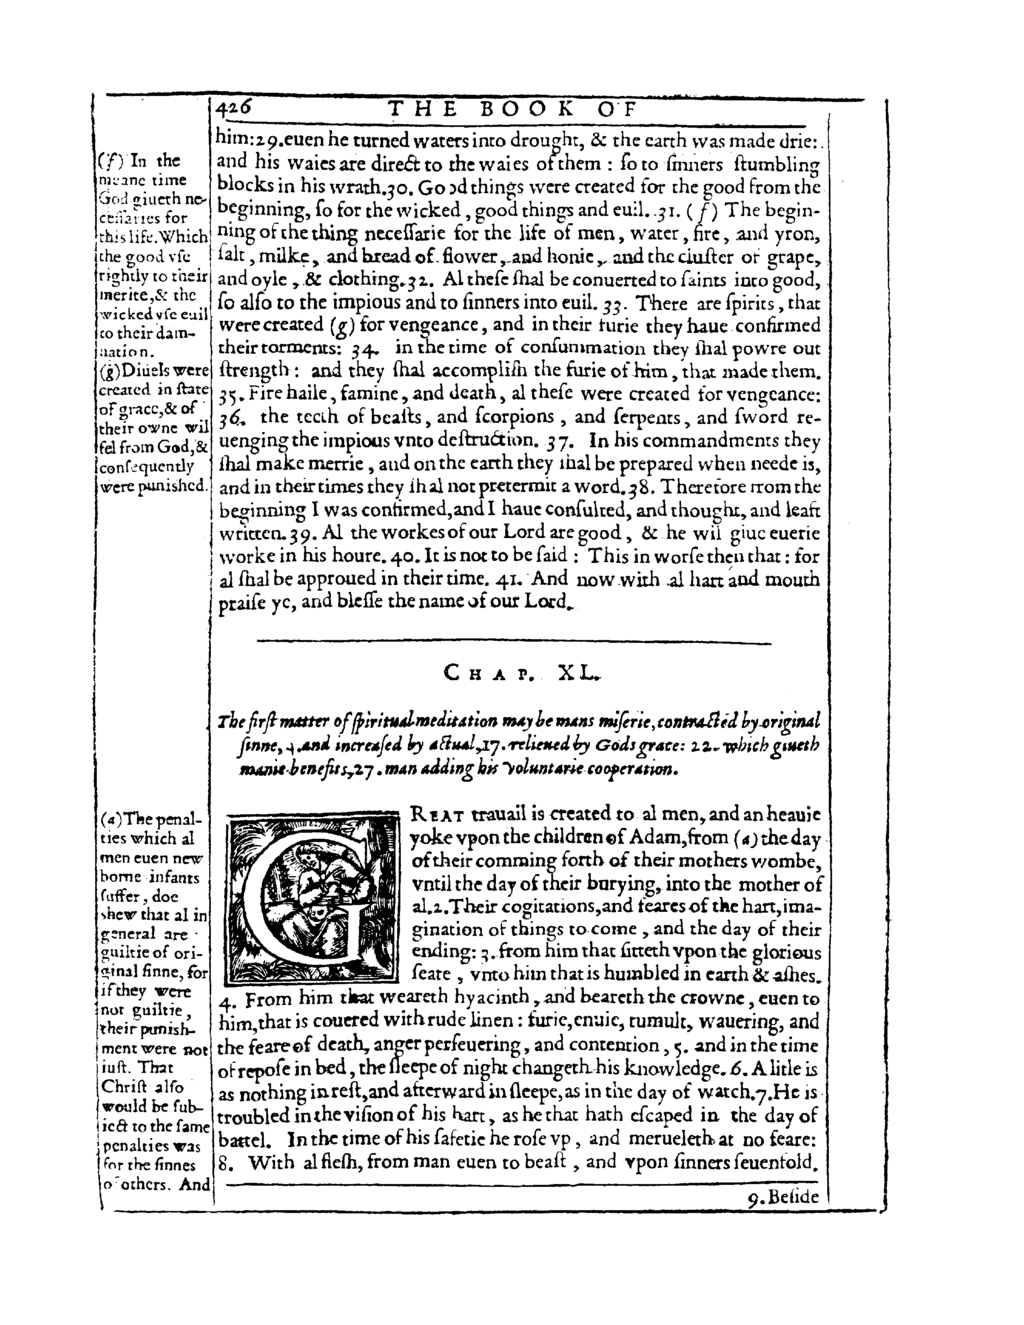 426 THE BOOK OF
him:29.euen he turned waters into drought, & the earth was made drie:
and his waies are direct to the waies of them : ſo to ſinners ſtumbling
blocks in his wrath.30. Good things were created for the good from the
beginning, ſo for the wicked, good things and euil. 31. (f) The begin-
ning of the thing neceſſarie for the life of men, water, fire, and yron,
ſalt, milke, and bread of flower, and honie, and the cluſter of grape,
and oyle, & clothing.32. Al theſe ſhal be conuerted to ſaints into good,
ſo alſo to the impious and to ſinners into euil. 33. There are ſpirits, that
were created (g) for vengeance, and in their furie they haue confirmed
their torments: 34. in the time of conſummation they ſhal powre out
ſtrength : and they ſhal accompliſh the furie of him, that made them.
35. Fire haile, famine, and death, al theſe were created for vengeance:
36. the teeth of beaſts, and ſcorpions, and ſerpents, and ſword re-
uenging the impious vnto deſtruction. 37. In his commandments they
ſhal make merrie, and on the earth they ſhal be prepared when neede is,
and in their times they ſhal not pretermit a word.38. Therefore from the
beginning I was confirmed,and I haue conſulted, and thought, and leaft
written.39. Al the workes of our Lord are good, & he wil giue euerie
worke in his houre. 40. It is not to be ſaid : This in worſe then that : for
al ſhal be approued in their time. 41. And now with al hart and mouth
praiſe ye, and bleſſe the name of our Lord.
(f) In the
meane time
God giueth ne-
ceſſaries for
this life.Which
the good vſe
rightly to their
merite,& the
wicked vſe euil
to their dam-
nation.
(g)Diuels were
created in ſtate
of grace,& of
their owne wil
fel from God,&
conſequently
were puniſhed.
CHAP. XL.
The firſt matter of ſpiritual meditation may be mans miſerie, contracted by original
ſinne, 4.and increaſed by actual,17. relieued by Gods grace: 22. which giueth
manie benefits,27. man adding his voluntarie cooperation.
GREAT trauail is created to al men, and an heauie
yoke vpon the children of Adam,from (a) the day
of their comming forth of their mothers wombe,
vntil the day of their burying, into the mother of
al.2.Their cogitations,and feares of the hart,ima-
gination of things to come, and the day of their
ending: 3. from him that ſitteth vpon the glorious
ſeate, vnto him that is humbled in earth & aſhes.
4. From him that weareth hyacinth, and beareth the crowne, euen to
him,that is couered with rude linen : furie,enuie, tumult, wauering, and
the feare of death, anger perſeuering, and contention, 5. and in the time
of repoſe in bed, the ſleepe of night changeth his knowledge. 6. A litle is
as nothing in reſt,and afterward in ſleepe,as in the day of watch.7.He is
troubled in the viſion of his hart, as he that hath eſcaped in the day of
battel. In the time of his ſafetie he roſe vp, and merueleth at no feare:
8. With al fleſh, from man euen to beaſt, and vpon ſinners ſeuenfold.
(a)The penal-
ties which al
men euen new
borne infants
ſuffer, doe
shew that al in
general are
guiltie of ori-
ginal ſinne, for
if they were
not guiltie,
their puniſh-
ment were not
iuſt. That
Chriſt alſo
would be ſub-
iect to the ſame
penalties was
for the ſinnes
of others. And
9. Beſide